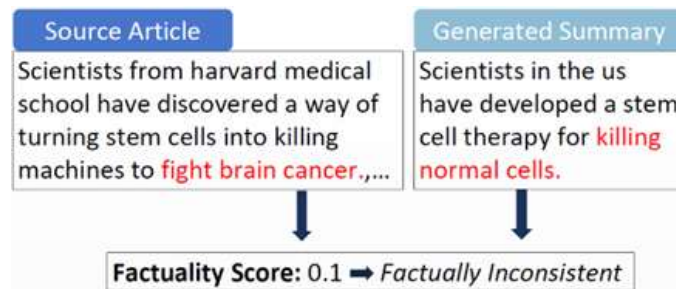 Source Article
Scientists from harvard medical
school have discovered a way of
turning stem cells into killing
machines to fight brain cancer.,...
Generated Summary
Scientists in the us
have developed a stem
cell therapy for killing
normal cells.
Factuality Score: 0.1 ➡ Factually Inconsistent